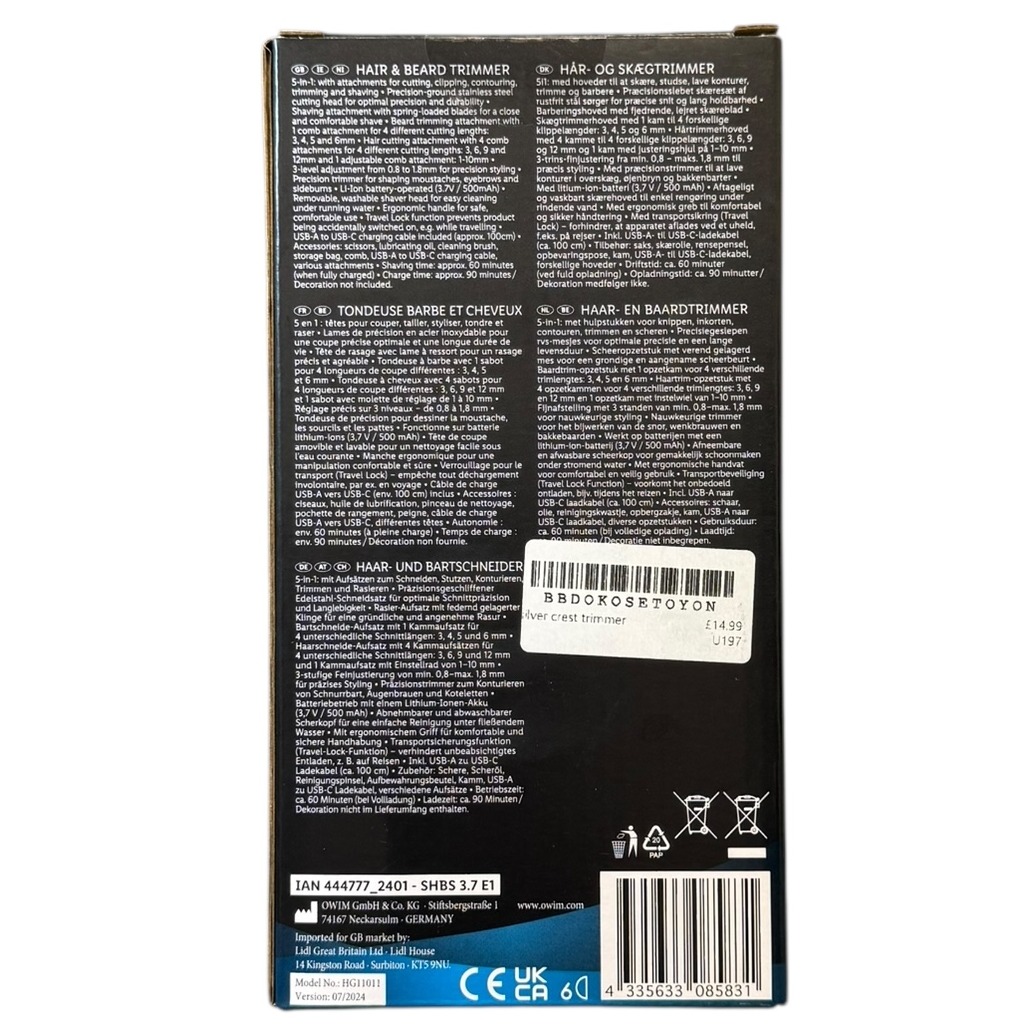 GB IE NI HAIR & BEARD TRIMMER
5-in-1: with attachments for cutting, clipping, contouring,
trimming and shaving • Precision-ground stainless steel
cutting head for optimal precision and durability •
Shaving attachment with spring-loaded blades for a close
and comfortable shave • Beard trimming attachment with
1 comb attachment for 4 different cutting lengths:
3, 4, 5 and 6mm • Hair cutting attachment with 4 comb
attachments for 4 different cutting lengths: 3, 6, 9 and
12mm and 1 adjustable comb attachment: 1-10mm •
3-level adjustment from 0.8 to 1.8mm for precision styling •
Precision trimmer for shaping moustaches, eyebrows and
sideburns • Li-Ion battery-operated (3.7V / 500mAh) •
Removable, washable shaver head for easy cleaning
under running water • Ergonomic handle for safe,
comfortable use • Travel Lock function prevents product
being accidentally switched on, e.g. while travelling •
USB-A to USB-C charging cable included (approx. 100cm) •
Accessories: scissors, lubricating oil, cleaning brush,
storage bag, comb, USB-A to USB-C charging cable,
various attachments • Shaving time: approx. 60 minutes
(when fully charged) • Charge time: approx. 90 minutes /
Decoration not included.
DK HÅR- OG SKÆGTRIMMER
5i1: med hoveder til at skære, studse, lave konturer,
trimme og barbere • Præcisionsslebet skæresæt af
rustfrit stål sørger for præcise snit og lang holdbarhed •
Barberingshoved med fjedrende, lejret skæreblad •
Skægtrimmerhoved med 1 kam til 4 forskellige
klippelængder: 3, 4, 5 og 6 mm • Hårtrimmerhoved
med 4 kamme til 4 forskellige klippelængder: 3, 6, 9
og 12 mm og 1 kam med justeringshjul på 1–10 mm •
3-trins-finjustering fra min. 0,8 – maks. 1,8 mm til
præcis styling • Med præcisionstrimmer til at lave
konturer i overskæg, øjenbryn og bakkenbarter •
Med litium-ion-batteri (3,7 V / 500 mAh) • Aftageligt
og vaskbart skærehoved til enkel rengøring under
rindende vand • Med ergonomisk greb til komfortabel
og sikker håndtering • Med transportsikring (Travel
Lock) – forhindrer, at apparatet aflades ved et uheld,
f.eks. på rejser • Inkl. USB-A- til USB-C-ladekabel
(ca. 100 cm) • Tilbehør: saks, skærolie, rensepensel,
opbevaringspose, kam, USB-A- til USB-C-ladekabel,
forskellige hoveder • Driftstid: ca. 60 minuter
(ved fuld opladning) • Opladningstid: ca. 90 minutter /
Dekoration medfølger ikke.
FR BE TONDEUSE BARBE ET CHEVEUX
5 en 1 : têtes pour couper, tailler, styliser, tondre et
raser • Lames de précision en acier inoxydable pour
une coupe précise optimale et une longue durée de
vie • Tête de rasage avec lame à ressort pour un rasage
précis et agréable • Tondeuse à barbe avec 1 sabot
pour 4 longueurs de coupe différentes : 3, 4, 5
et 6 mm • Tondeuse à cheveux avec 4 sabots pour
4 longueurs de coupe différentes : 3, 6, 9 et 12 mm
et 1 sabot avec molette de réglage de 1 à 10 mm •
Réglage précis sur 3 niveaux – de 0,8 à 1,8 mm •
Tondeuse de précision pour dessiner la moustache,
les sourcils et les pattes • Fonctionne sur batterie
lithium-ions (3,7 V / 500 mAh) • Tête de coupe
amovible et lavable pour un nettoyage facile sous
l'eau courante • Manche ergonomique pour une
manipulation confortable et sûre • Verrouillage pour le
transport (Travel Lock) – empêche tout déchargement
involontaire, par ex. en voyage • Câble de charge
USB-A vers USB-C (env. 100 cm) inclus • Accessoires :
ciseaux, huile de lubrification, pinceau de nettoyage,
pochette de rangement, peigne, câble de charge
USB-A vers USB-C, différentes têtes • Autonomie :
env. 60 minutes (à pleine charge) • Temps de charge :
env. 90 minutes / Décoration non fournie.
NL BE HAAR- EN BAARDTRIMMER
5-in-1: met hulpstukken voor knippen, inkorten,
contouren, trimmen en scheren • Precisiegeslepen
rvs-mesjes voor optimale precisie en een lange
levensduur • Scheeropzetstuk met verend gelagerd
mes voor een grondige en aangename scheerbeurt •
Baardtrim-opzetstuk met 1 opzetkam voor 4 verschillende
trimlengtes: 3, 4, 5 en 6 mm • Haartrim-opzetstuk met
4 opzetkammen voor 4 verschillende trimlengtes: 3, 6, 9 en
12 mm en 1 opzetkam met instelwiel van 1–10 mm •
Fijnafstelling met 3 standen van min. 0,8–max. 1,8 mm
voor nauwkeurige styling • Nauwkeurige trimmer
voor het bijwerken van de snor, wenkbrauwen en
bakkebaarden • Werkt op batterijen met een
lithium-ion-batterij (3,7 V / 500 mAh) • Afneembare
en afwasbare scheerkop voor gemakkelijk schoonmaken
onder stromend water • Met ergonomische handvat
voor comfortabel en veilig gebruik • Transportbeveiliging
(Travel Lock Function) – voorkomt het onbedoeld
ontladen, bijv. tijdens het reizen • Incl. USB-A naar
USB-C laadkabel (ca. 100 cm) • Accessoires: schaar,
olie, reinigingskwastje, opbergzakje, kam, USB-A naar
USB-C laadkabel, diverse opzetstukken • Gebruiksduur:
ca. 60 minuten (bij volledige oplading) • Laadtijd:
ca. 90 minuten / Decoratie niet inbegrepen.
DE AT CH HAAR- UND BARTSCHNEIDER
5-in-1: mit Aufsätzen zum Schneiden, Stutzen, Konturieren,
Trimmen und Rasieren • Präzisionsgeschliffener
Edelstahl-Schneidsatz für optimale Schnittpräzision
und Langlebigkeit • Rasier-Aufsatz mit federnd gelagerter
Klinge für eine gründliche und angenehme Rasur •
Bartschneide-Aufsatz mit 1 Kammaufsatz für
4 unterschiedliche Schnittlängen: 3, 4, 5 und 6 mm •
Haarschneide-Aufsatz mit 4 Kammaufsätzen für
4 unterschiedliche Schnittlängen: 3, 6, 9 und 12 mm
und 1 Kammaufsatz mit Einstellrad von 1–10 mm •
3-stufige Feinjustierung von min. 0,8–max. 1,8 mm
für präzises Styling • Präzisionstrimmer zum Konturieren
von Schnurrbart, Augenbrauen und Koteletten •
Batteriebetrieb mit einem Lithium-Ionen-Akku
(3,7 V / 500 mAh) • Abnehmbarer und abwaschbarer
Scherkopf für eine einfache Reinigung unter fließendem
Wasser • Mit ergonomischem Griff für komfortable und
sichere Handhabung • Transportsicherungsfunktion
(Travel-Lock-Funktion) – verhindert unbeabsichtigtes
Entladen, z. B. auf Reisen • Inkl. USB-A zu USB-C
Ladekabel (ca. 100 cm) • Zubehör: Schere, Scheröl,
Reinigungspinsel, Aufbewahrungsbeutel, Kamm, USB-A
zu USB-C Ladekabel, verschiedene Aufsätze • Betriebszeit:
ca. 60 Minuten (bei Vollladung) • Ladezeit: ca. 90 Minuten /
Dekoration nicht im Lieferumfang enthalten.
BBDOKOSETOYON
ilver crest trimmer
£14.99
U197
20
PAP
IAN 444777_2401 - SHBS 3.7 E1
OWIM GmbH & Co. KG · Stiftsbergstraße 1
74167 Neckarsulm · GERMANY
www.owim.com
Imported for GB market by:
Lidl Great Britain Ltd · Lidl House
14 Kingston Road · Surbiton · KT5 9NU.
Model No.: HG11011
Version: 07/2024
CE UK
CA 6
4 335633 085831